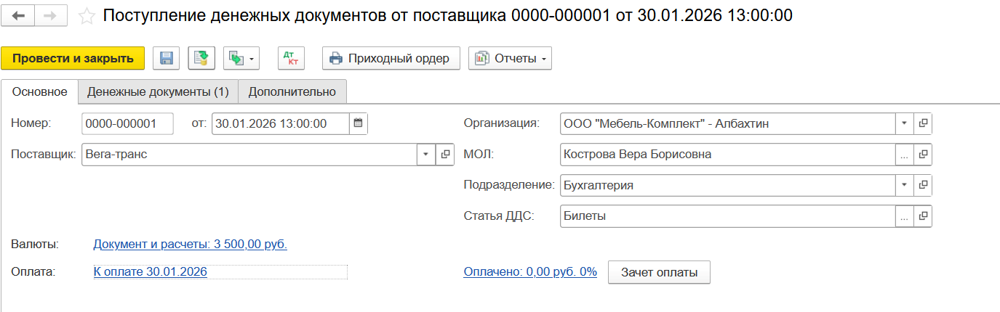 Поступление денежных документов от поставщика 0000-000001 от 30.01.2026 13:00:00
Провести и закрыть Дт Кт Приходный ордер Отчеты
Основное Денежные документы (1) Дополнительно
Номер: 0000-000001 от: 30.01.2026 13:00:00 Организация: ООО "Мебель-Комплект" - Албахтин
Поставщик: Вега-транс МОЛ: Кострова Вера Борисовна ...
Подразделение: Бухгалтерия
Статья ДДС: Билеты ...
Валюты: Документ и расчеты: 3 500,00 руб.
Оплата: К оплате 30.01.2026 Оплачено: 0,00 руб. 0% Зачет оплаты